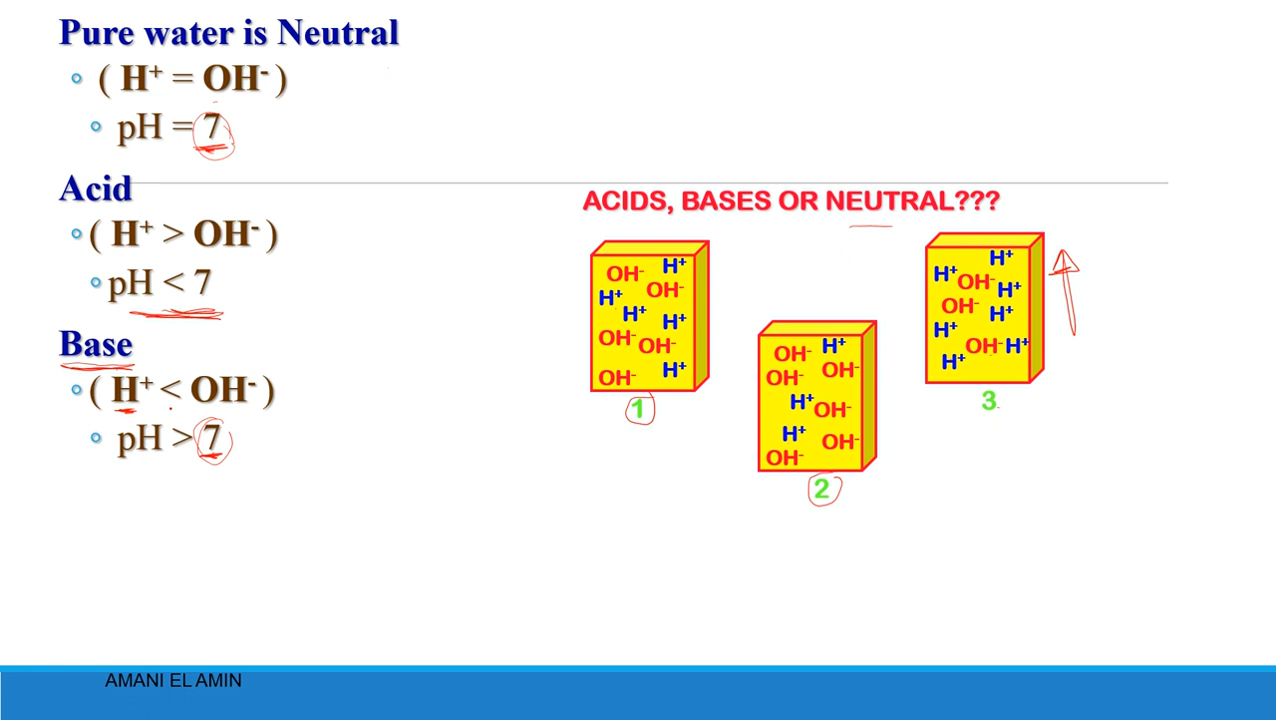 Pure water is Neutral
( H⁺ = OH⁻ )
pH = 7
Acid
( H⁺ > OH⁻ )
pH < 7
Base
( H⁺ < OH⁻ )
pH > 7
ACIDS, BASES OR NEUTRAL???
OH⁻ H⁺
OH⁻
H⁺
H⁺ H⁺
OH⁻ OH⁻
OH⁻ H⁺
1
OH⁻ H⁺
OH⁻ OH⁻
H⁺ OH⁻
H⁺ OH⁻
OH⁻
2
H⁺
H⁺ OH⁻ H⁺
OH⁻ H⁺
H⁺
OH⁻ H⁺
H⁺
3
AMANI EL AMIN